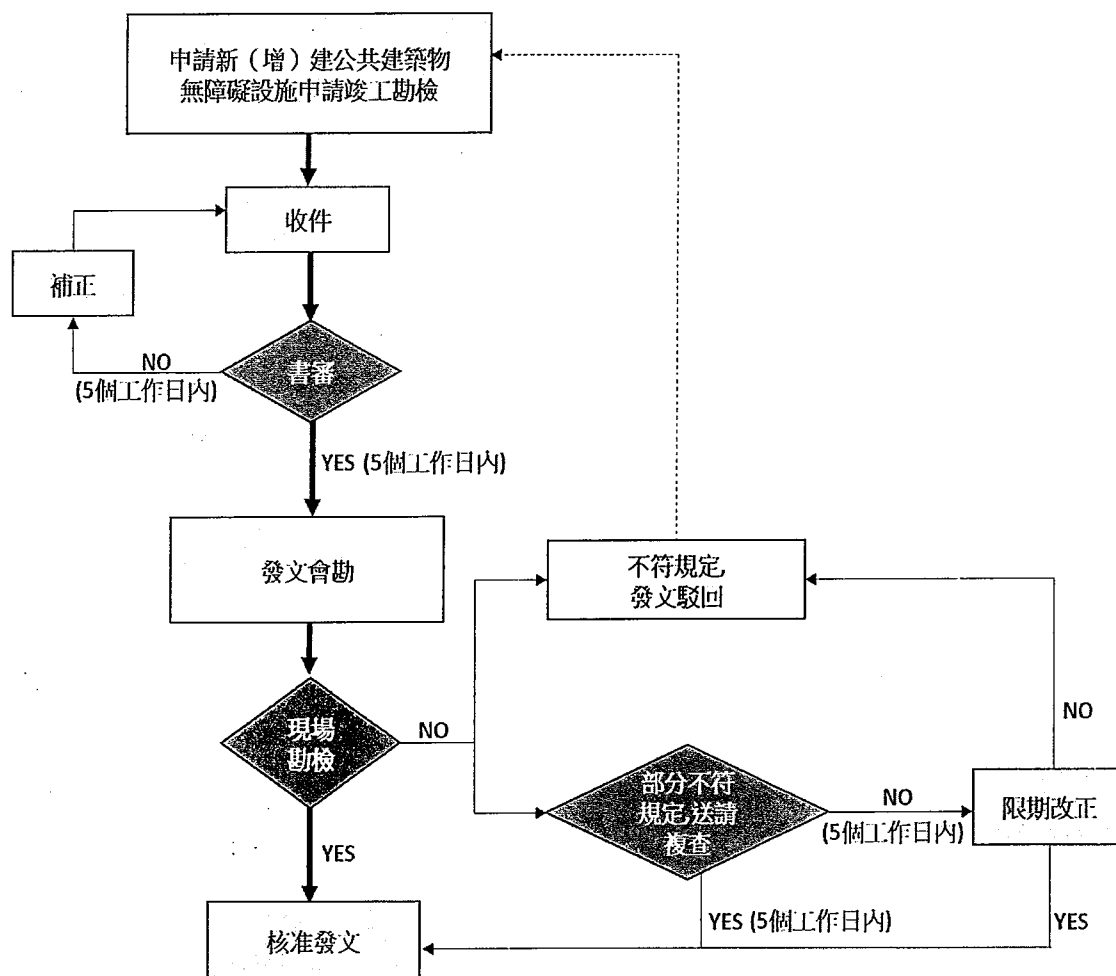 申請新（增）建公共建築物
無障礙設施申請竣工勘檢
收件
補正
書審
NO
(5個工作日內)
YES (5個工作日內)
發文會勘
不符規定,
發文駁回
現場
勘檢
NO
NO
部分不符
規定,送請
複查
NO
(5個工作日內)
限期改正
YES
YES (5個工作日內)
YES
核准發文